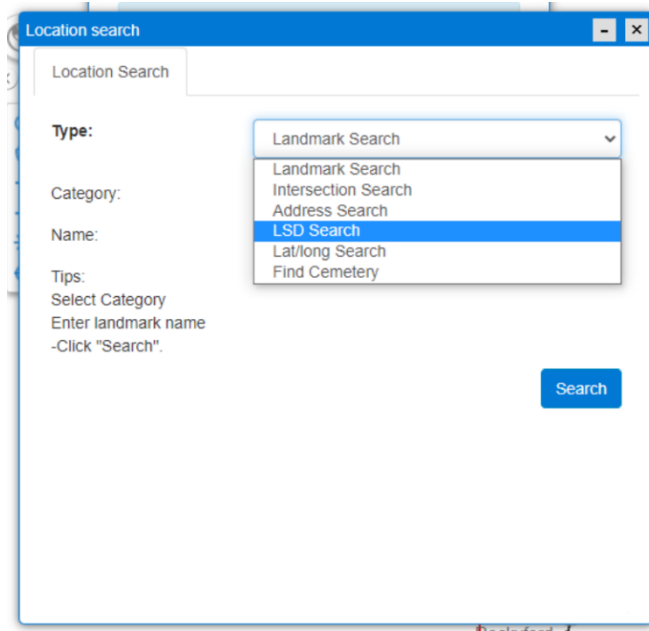 Location search
Location Search
Type:
Landmark Search
Landmark Search
Intersection Search
Address Search
LSD Search
Lat/long Search
Find Cemetery
Category:
Name:
Tips:
Select Category
Enter landmark name
-Click "Search".
Search